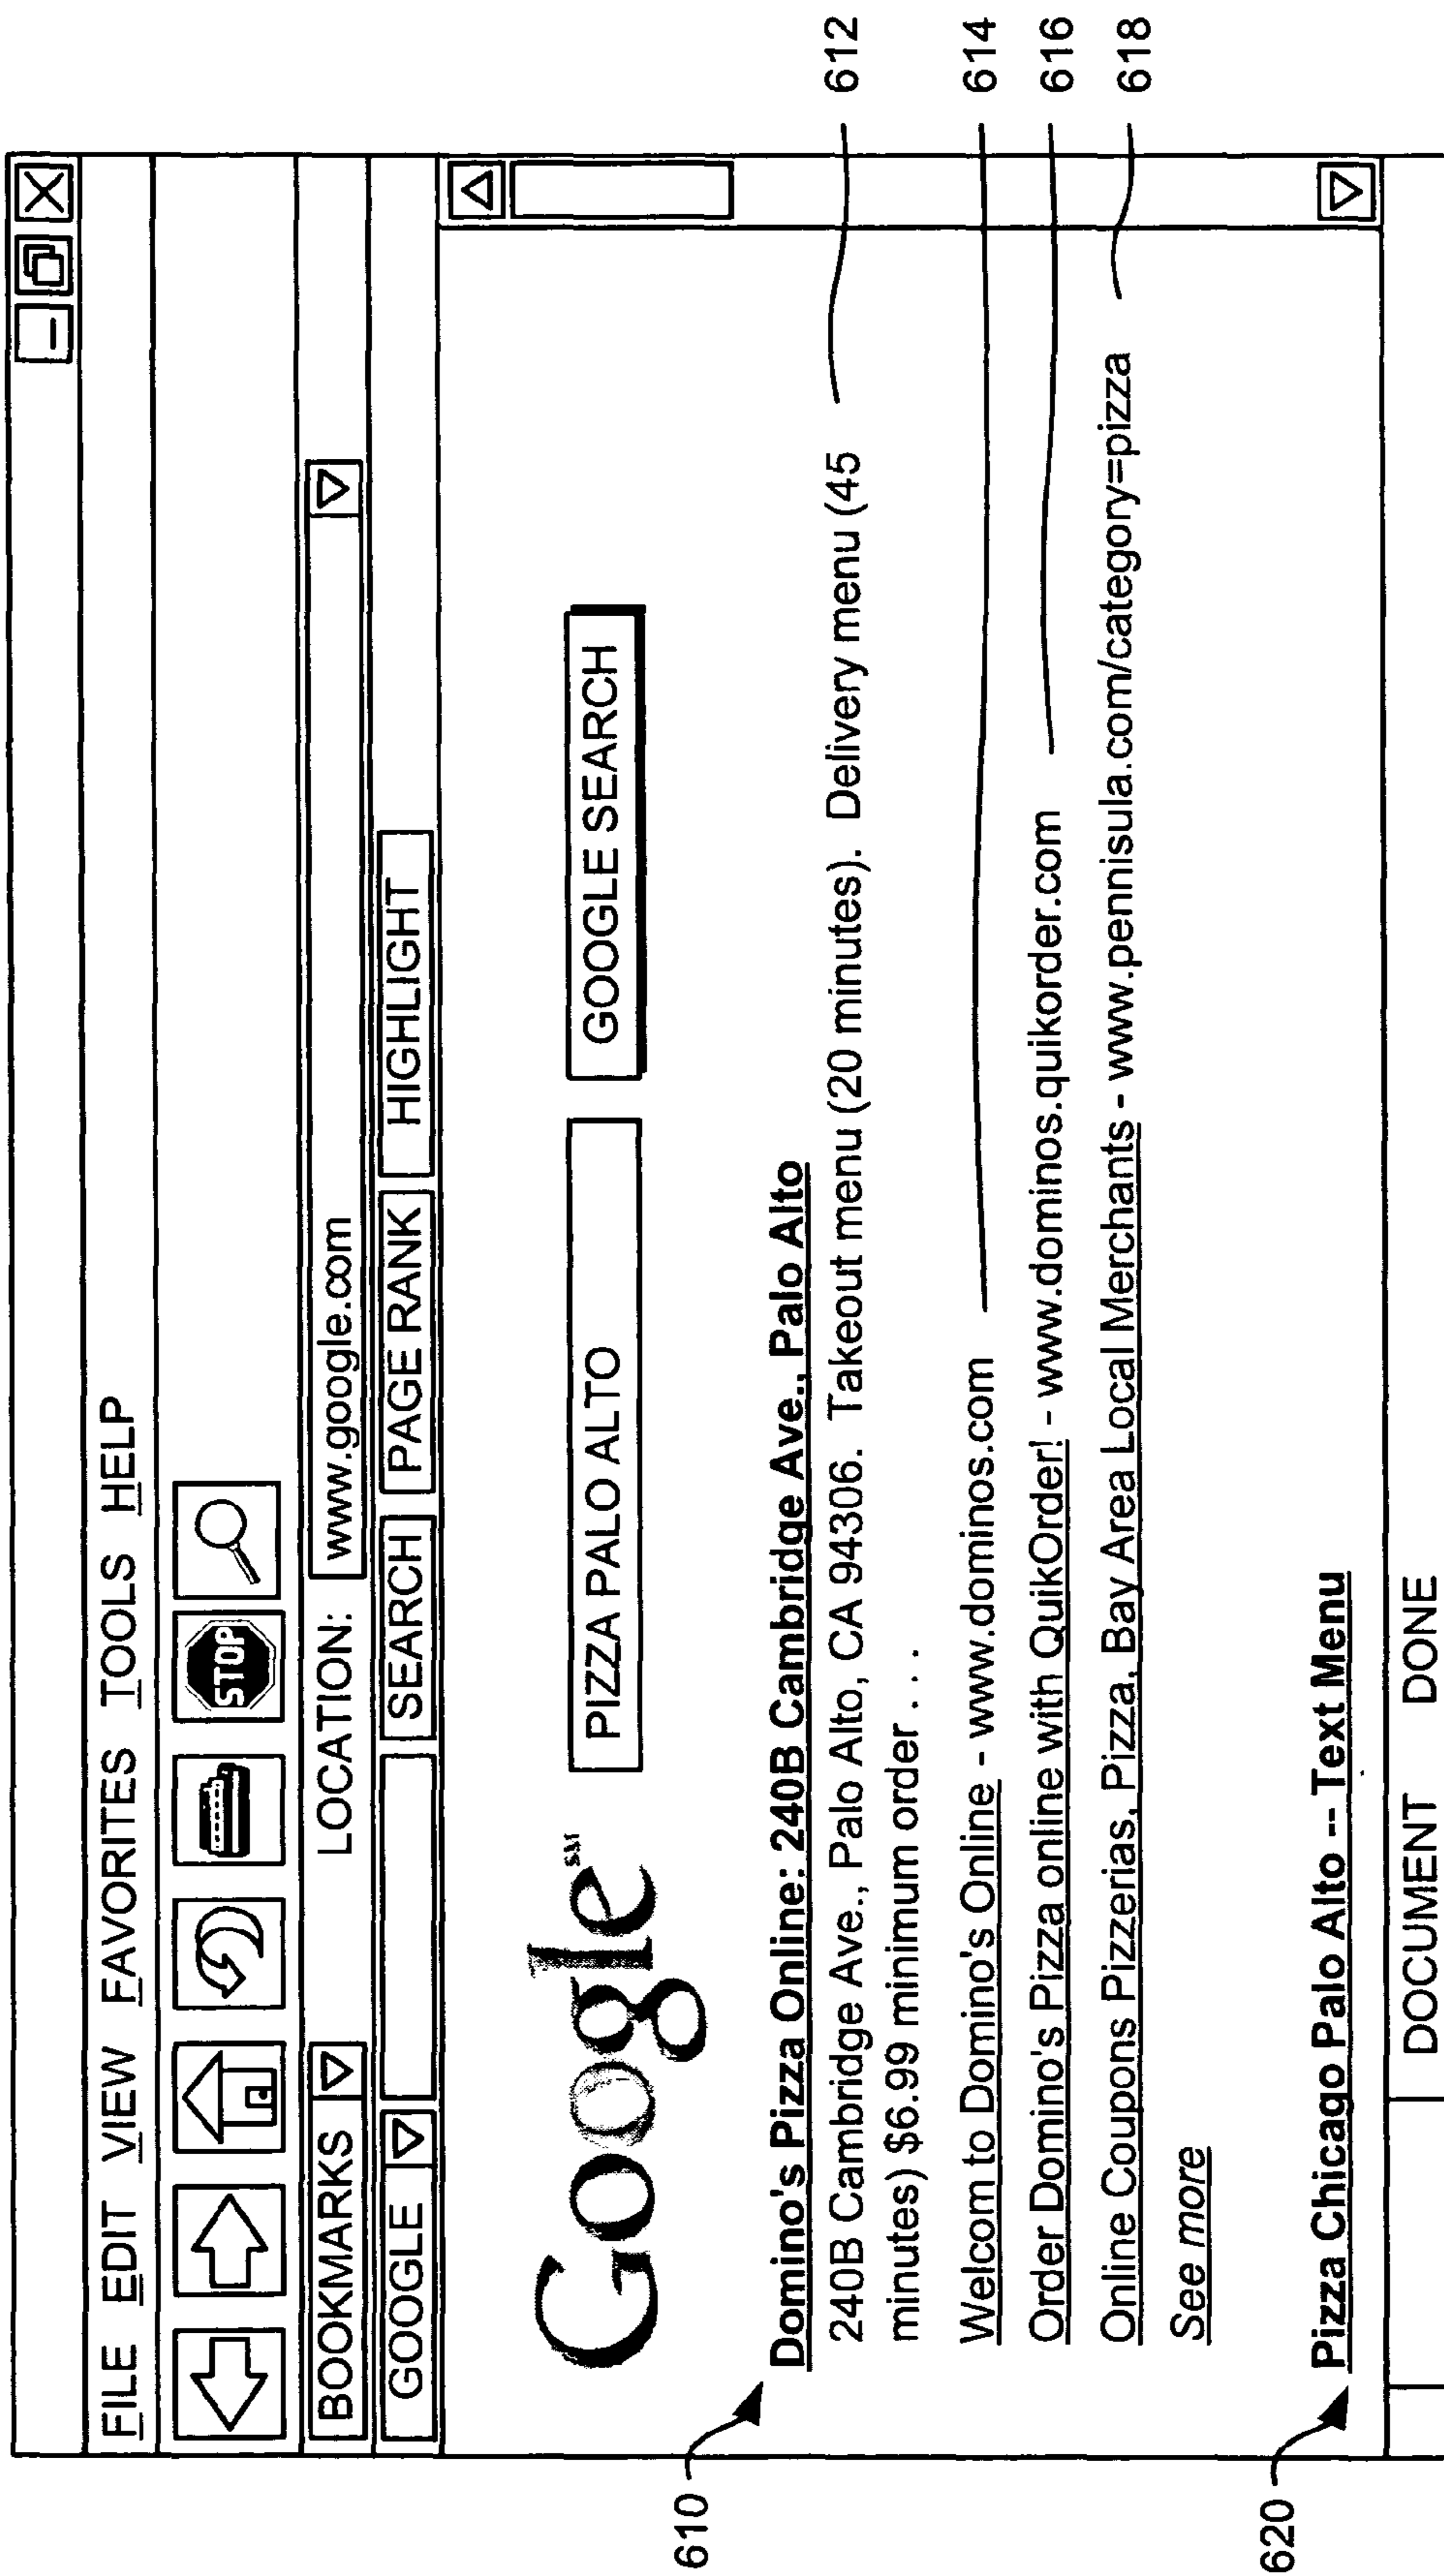 FILE EDIT VIEW FAVORITES TOOLS HELP
STOP
BOOKMARKS LOCATION: www.google.com
GOOGLE SEARCH PAGE RANK HIGHLIGHT
Google SM PIZZA PALO ALTO GOOGLE SEARCH
610
Domino's Pizza Online: 240B Cambridge Ave., Palo Alto
240B Cambridge Ave., Palo Alto, CA 94306. Takeout menu (20 minutes). Delivery menu (45 612
minutes) $6.99 minimum order . . .
Welcom to Domino's Online - www.dominos.com 614
Order Domino's Pizza online with QuikOrder! - www.dominos.quikorder.com 616
Online Coupons Pizzerias, Pizza, Bay Area Local Merchants - www.pennisula.com/category=pizza 618
See more
620
Pizza Chicago Palo Alto -- Text Menu
DOCUMENT DONE